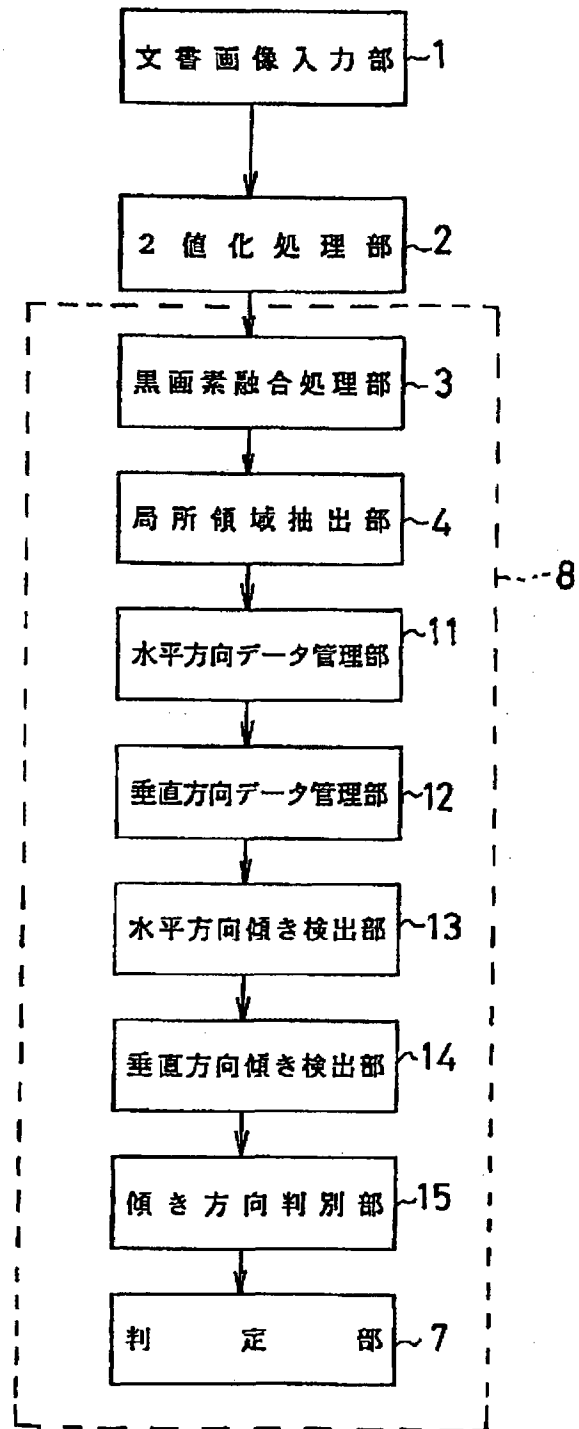 文書画像入力部 1
2値化処理部 2
黒画素融合処理部 3
局所領域抽出部 4
8
水平方向データ管理部 11
垂直方向データ管理部 12
水平方向傾き検出部 13
垂直方向傾き検出部 14
傾き方向判別部 15
判定部 7